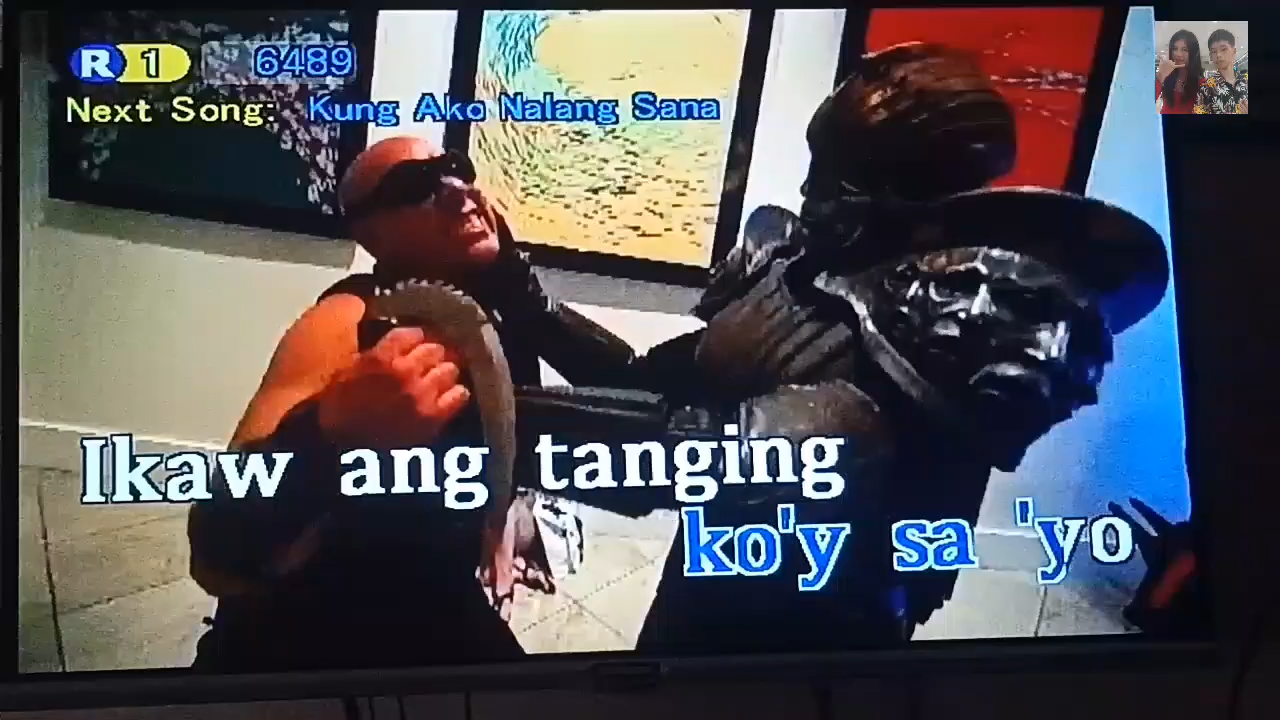 R 1 6489
Next Song: Kung Ako Nalang Sana
Ikaw ang tanging
ko'y sa 'yo